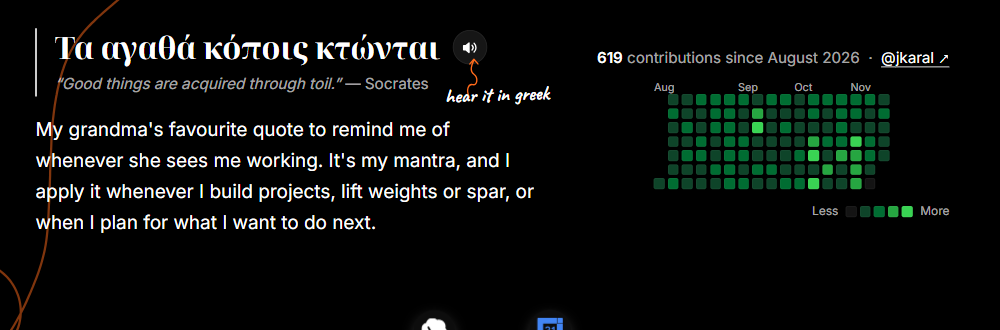 Τα αγαθά κόποις κτώνται
“Good things are acquired through toil.” — Socrates
hear it in greek
My grandma's favourite quote to remind me of
whenever she sees me working. It's my mantra, and I
apply it whenever I build projects, lift weights or spar, or
when I plan for what I want to do next.
619 contributions since August 2026 · @jkaral ↗
Aug Sep Oct Nov
Less More